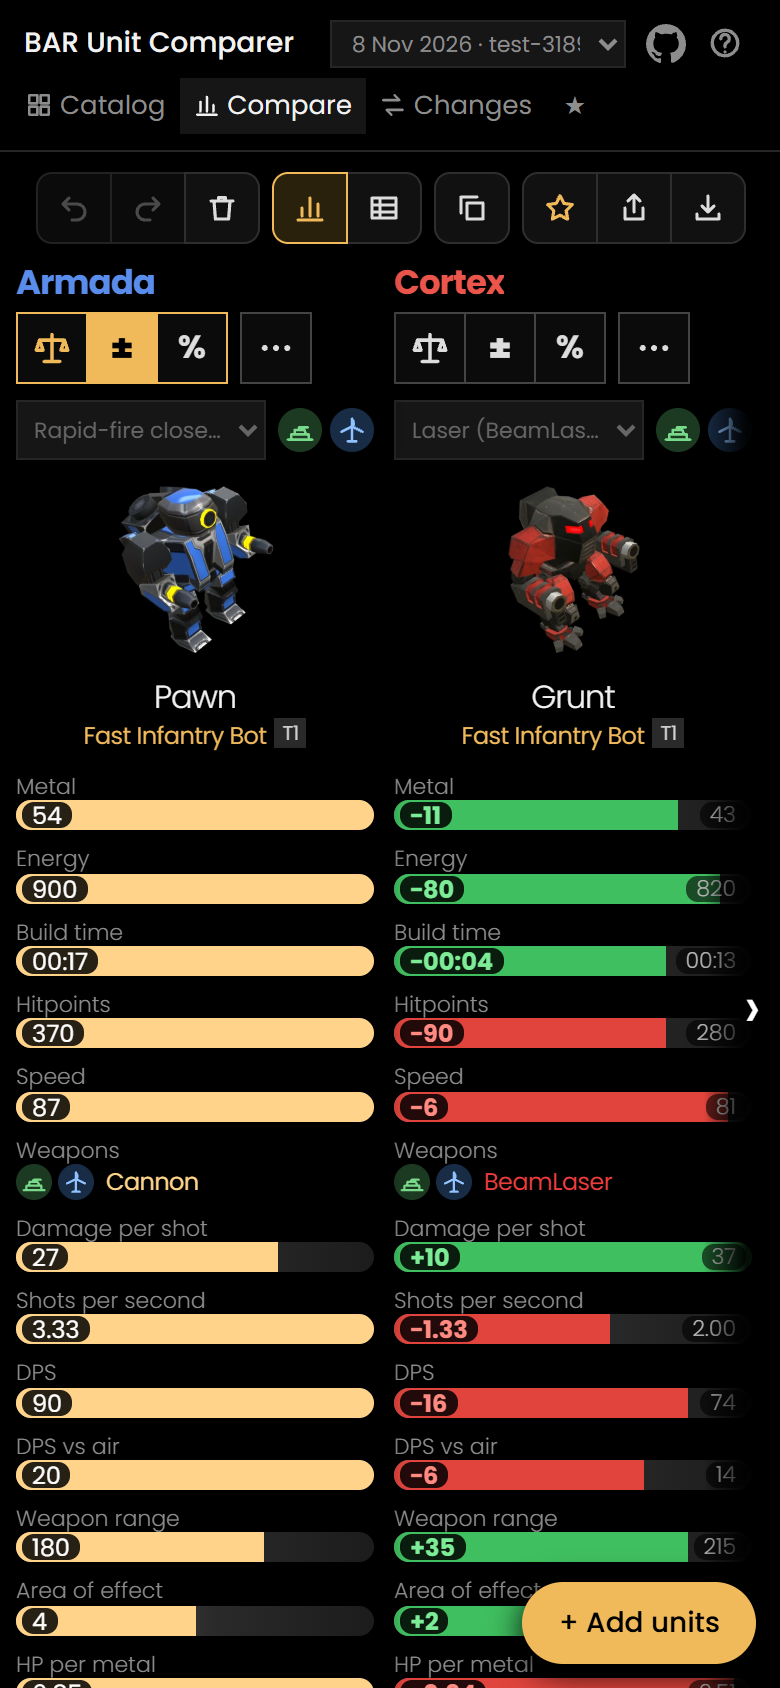 BAR Unit Comparer
8 Nov 2026 · test-3189
Catalog
Compare
Changes
Armada
± %
Rapid-fire close...
Pawn
Fast Infantry Bot T1
Metal
54
Energy
900
Build time
00:17
Hitpoints
370
Speed
87
Weapons
Cannon
Damage per shot
27
Shots per second
3.33
DPS
90
DPS vs air
20
Weapon range
180
Area of effect
4
HP per metal
Cortex
± %
Laser (BeamLas...
Grunt
Fast Infantry Bot T1
Metal
-11 43
Energy
-80 820
Build time
-00:04 00:13
Hitpoints
-90 280
Speed
-6 81
Weapons
BeamLaser
Damage per shot
+10 37
Shots per second
-1.33 2.00
DPS
-16 74
DPS vs air
-6 14
Weapon range
+35 215
Area of effect
+2
HP per metal
+ Add units